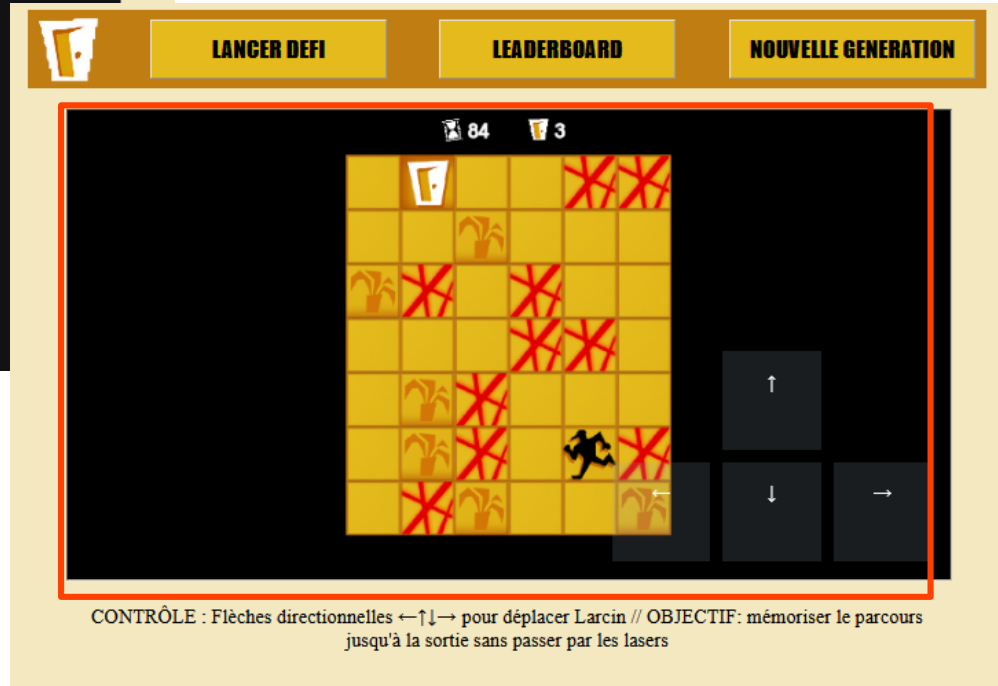 LANCER DEFI
LEADERBOARD
NOUVELLE GENERATION
84 3
↑
← ↓ →
CONTRÔLE : Flèches directionnelles ←↑↓→ pour déplacer Larcin // OBJECTIF: mémoriser le parcours
jusqu'à la sortie sans passer par les lasers